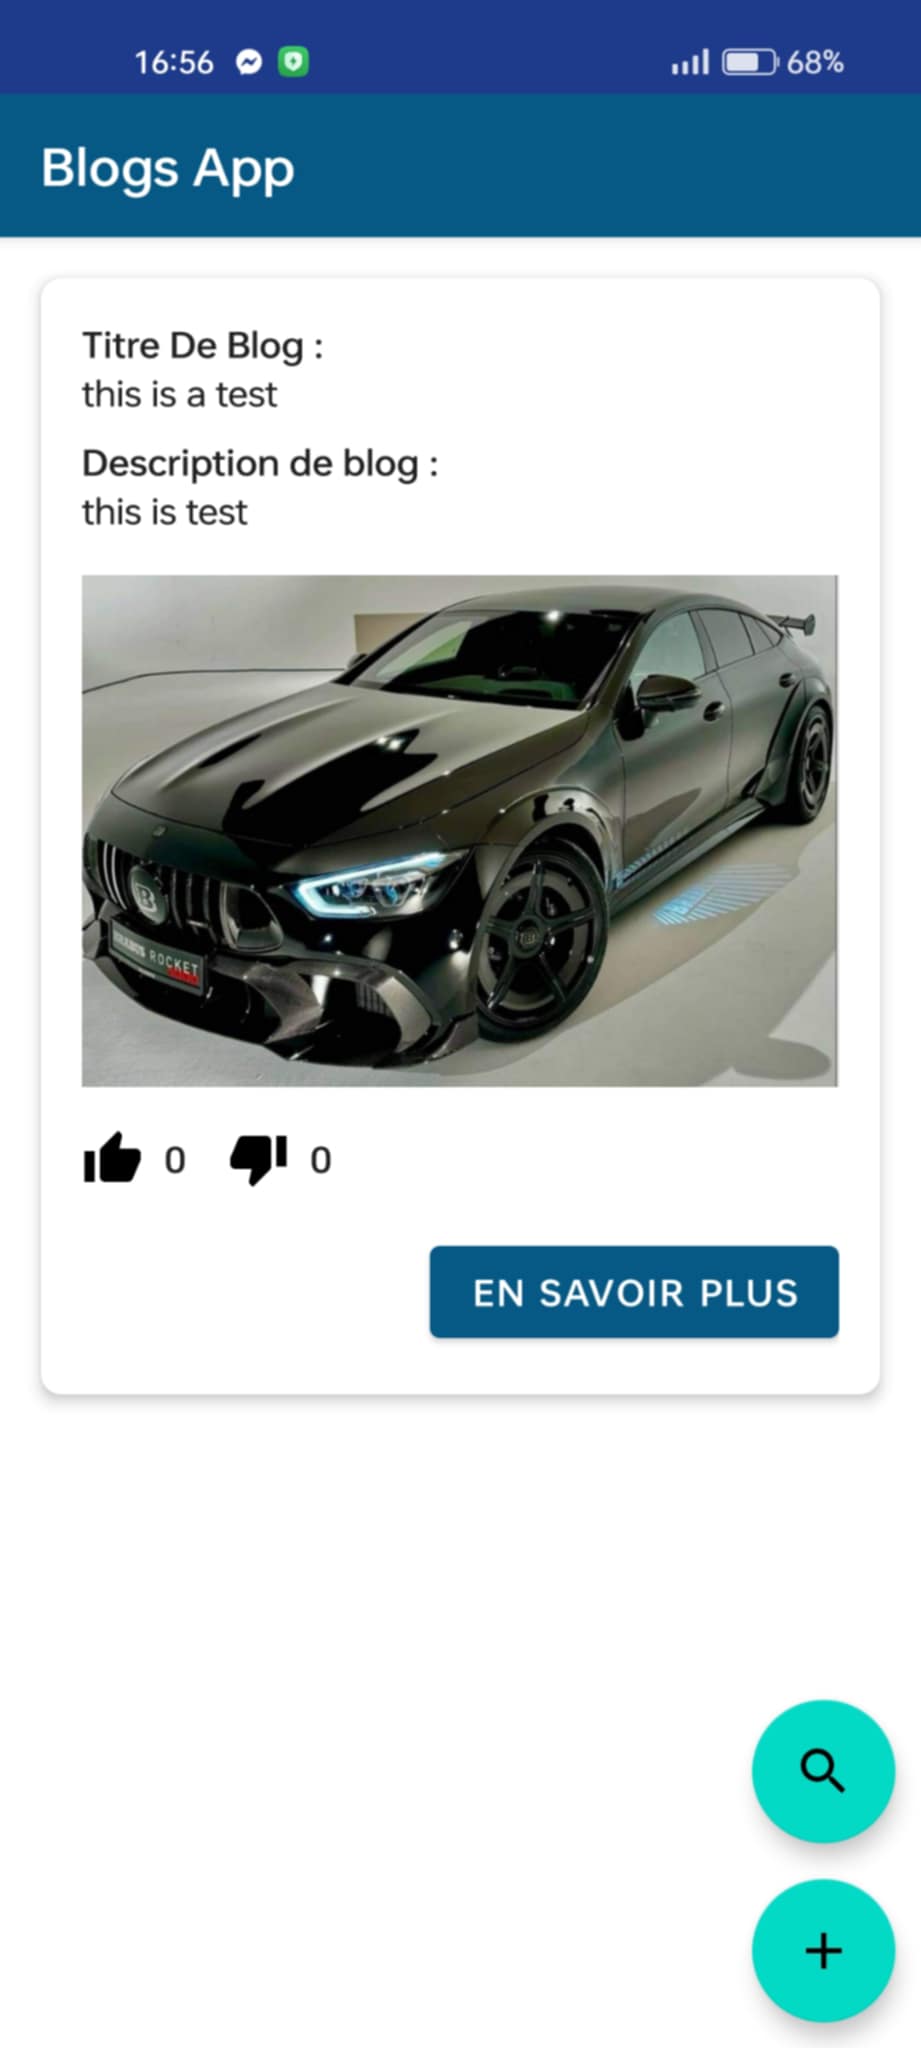 16:56
68%
Blogs App
Titre De Blog :
this is a test
Description de blog :
this is test
B
BRABUS ROCKET
0
0
EN SAVOIR PLUS